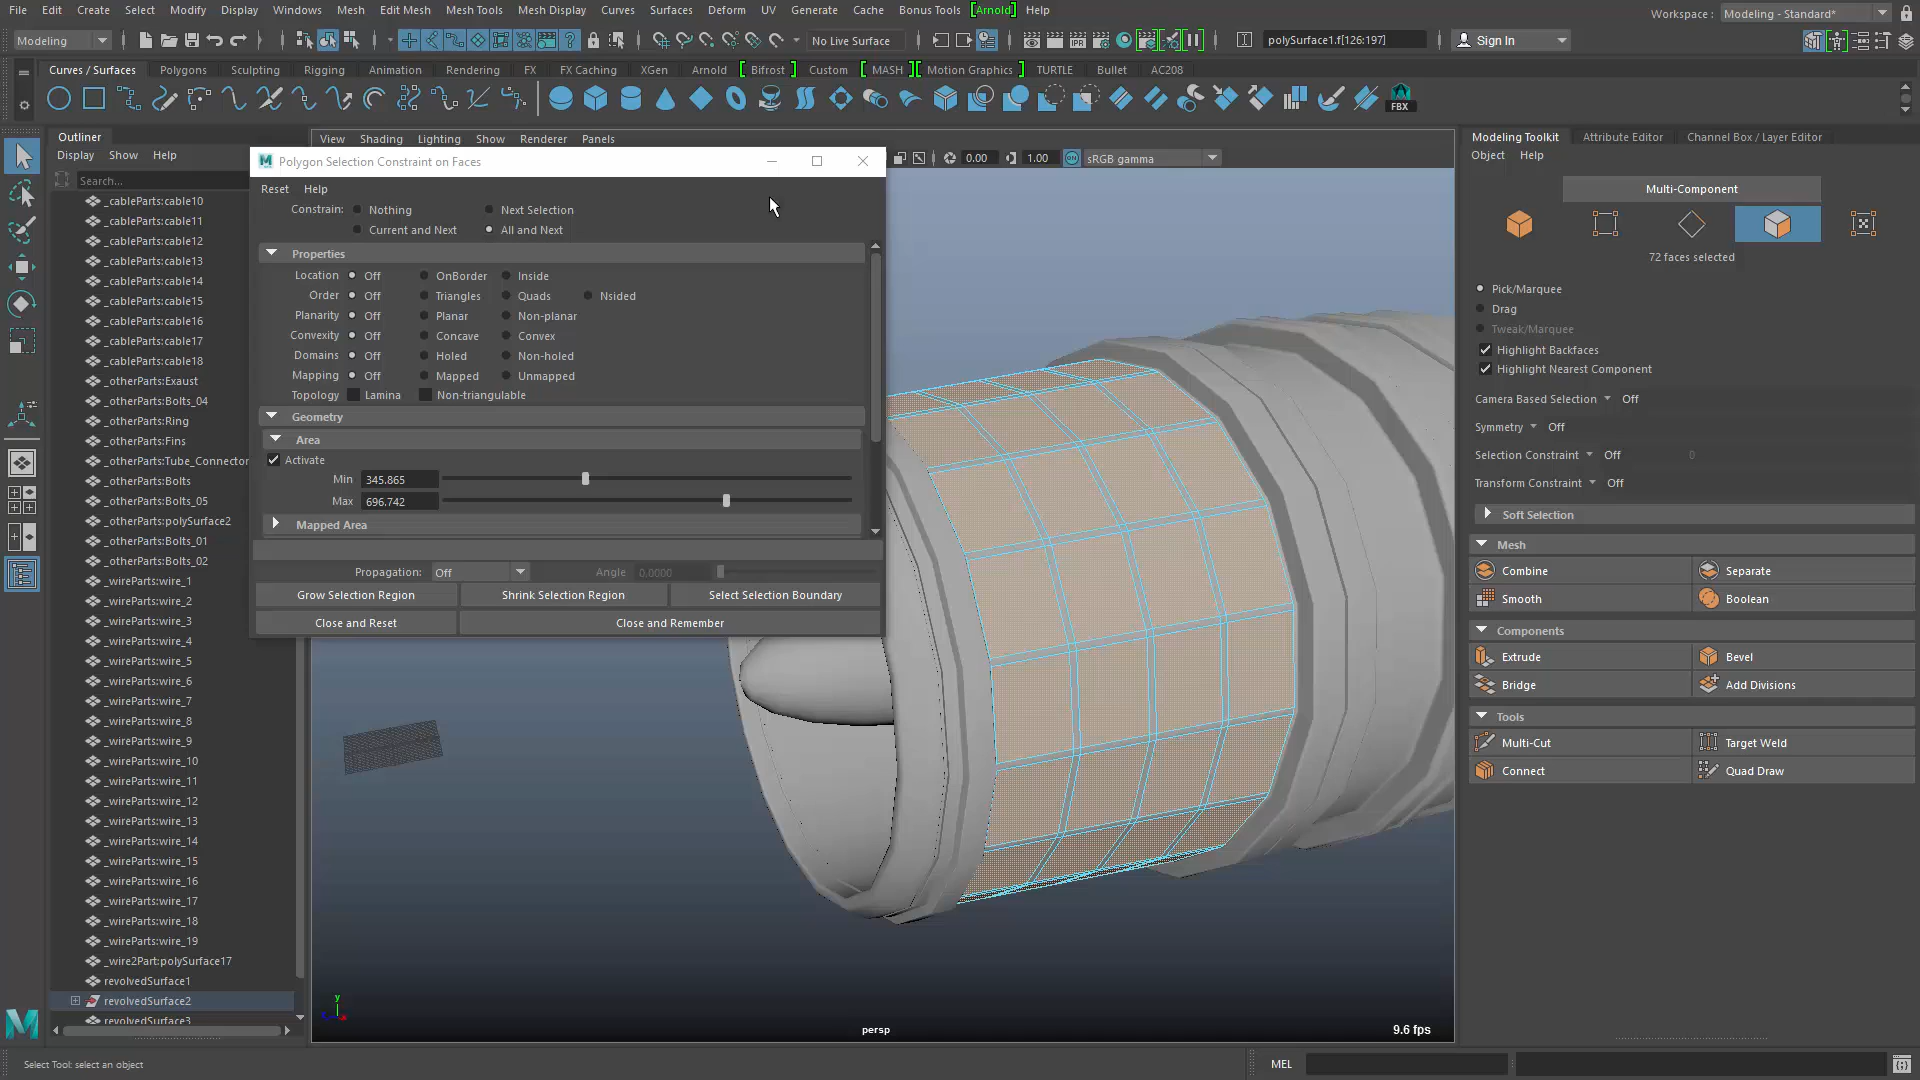 File Edit Create Select Modify Display Windows Mesh Edit Mesh Mesh Tools Mesh Display Curves Surfaces Deform UV Generate Cache Bonus Tools [Arnold] Help
Workspace : Modeling - Standard*
Modeling
No Live Surface
IPR
polySurface1.f[126:197]
Sign In
Curves / Surfaces Polygons Sculpting Rigging Animation Rendering FX FX Caching XGen Arnold Bifrost Custom MASH Motion Graphics TURTLE Bullet AC208
FBX
Outliner
Display Show Help
Search...
_cableParts:cable10
_cableParts:cable11
_cableParts:cable12
_cableParts:cable13
_cableParts:cable14
_cableParts:cable15
_cableParts:cable16
_cableParts:cable17
_cableParts:cable18
_otherParts:Exaust
_otherParts:Bolts_04
_otherParts:Ring
_otherParts:Fins
_otherParts:Tube_Connector
_otherParts:Bolts
_otherParts:Bolts_05
_otherParts:polySurface2
_otherParts:Bolts_01
_otherParts:Bolts_02
_wireParts:wire_1
_wireParts:wire_2
_wireParts:wire_3
_wireParts:wire_4
_wireParts:wire_5
_wireParts:wire_6
_wireParts:wire_7
_wireParts:wire_8
_wireParts:wire_9
_wireParts:wire_10
_wireParts:wire_11
_wireParts:wire_12
_wireParts:wire_13
_wireParts:wire_14
_wireParts:wire_15
_wireParts:wire_16
_wireParts:wire_17
_wireParts:wire_18
_wireParts:wire_19
_wire2Part:polySurface17
revolvedSurface1
revolvedSurface2
revolvedSurface3
View Shading Lighting Show Renderer Panels
0.00 1.00 ON sRGB gamma
Polygon Selection Constraint on Faces
Reset Help
Constrain: Nothing Next Selection
Current and Next All and Next
Properties
Location Off OnBorder Inside
Order Off Triangles Quads Nsided
Planarity Off Planar Non-planar
Convexity Off Concave Convex
Domains Off Holed Non-holed
Mapping Off Mapped Unmapped
Topology Lamina Non-triangulable
Geometry
Area
Activate
Min 345.865
Max 696.742
Mapped Area
Propagation: Off Angle 0.0000
Grow Selection Region Shrink Selection Region Select Selection Boundary
Close and Reset Close and Remember
y
persp
9.6 fps
Modeling Toolkit Attribute Editor Channel Box / Layer Editor
Object Help
Multi-Component
72 faces selected
Pick/Marquee
Drag
Tweak/Marquee
Highlight Backfaces
Highlight Nearest Component
Camera Based Selection Off
Symmetry Off
Selection Constraint Off 0
Transform Constraint Off
Soft Selection
Mesh
Combine Separate
Smooth Boolean
Components
Extrude Bevel
Bridge Add Divisions
Tools
Multi-Cut Target Weld
Connect Quad Draw
Select Tool: select an object
MEL